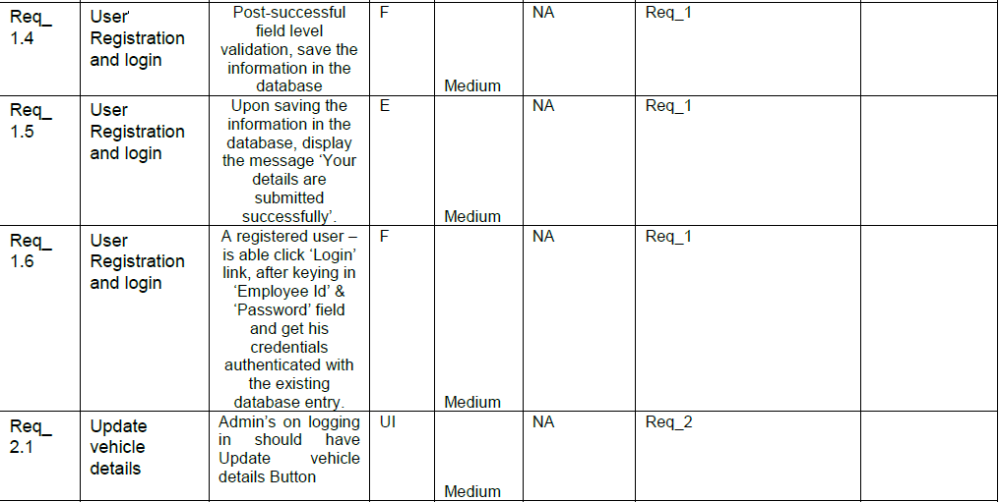 Req_
1.4
User
Registration
and login
Post-successful
field level
validation, save the
information in the
database
F
Medium
NA
Req_1
Req_
1.5
User
Registration
and login
Upon saving the
information in the
database, display
the message ‘Your
details are
submitted
successfully’.
E
Medium
NA
Req_1
Req_
1.6
User
Registration
and login
A registered user –
is able click ‘Login’
link, after keying in
‘Employee Id’ &
‘Password’ field
and get his
credentials
authenticated with
the existing
database entry.
F
Medium
NA
Req_1
Req_
2.1
Update
vehicle
details
Admin’s on logging
in should have
Update vehicle
details Button
UI
Medium
NA
Req_2